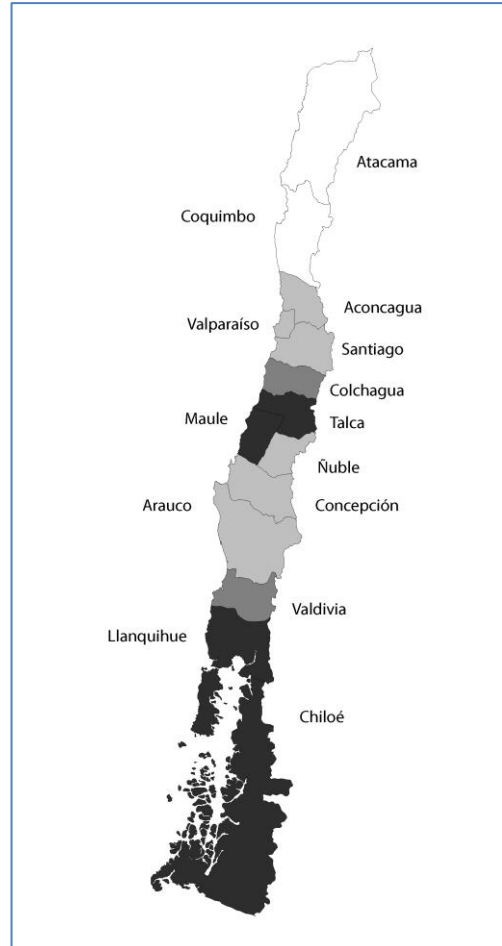 Atacama
Coquimbo
Aconcagua
Valparaíso
Santiago
Colchagua
Maule
Talca
Ñuble
Arauco
Concepción
Valdivia
Llanquihue
Chiloé